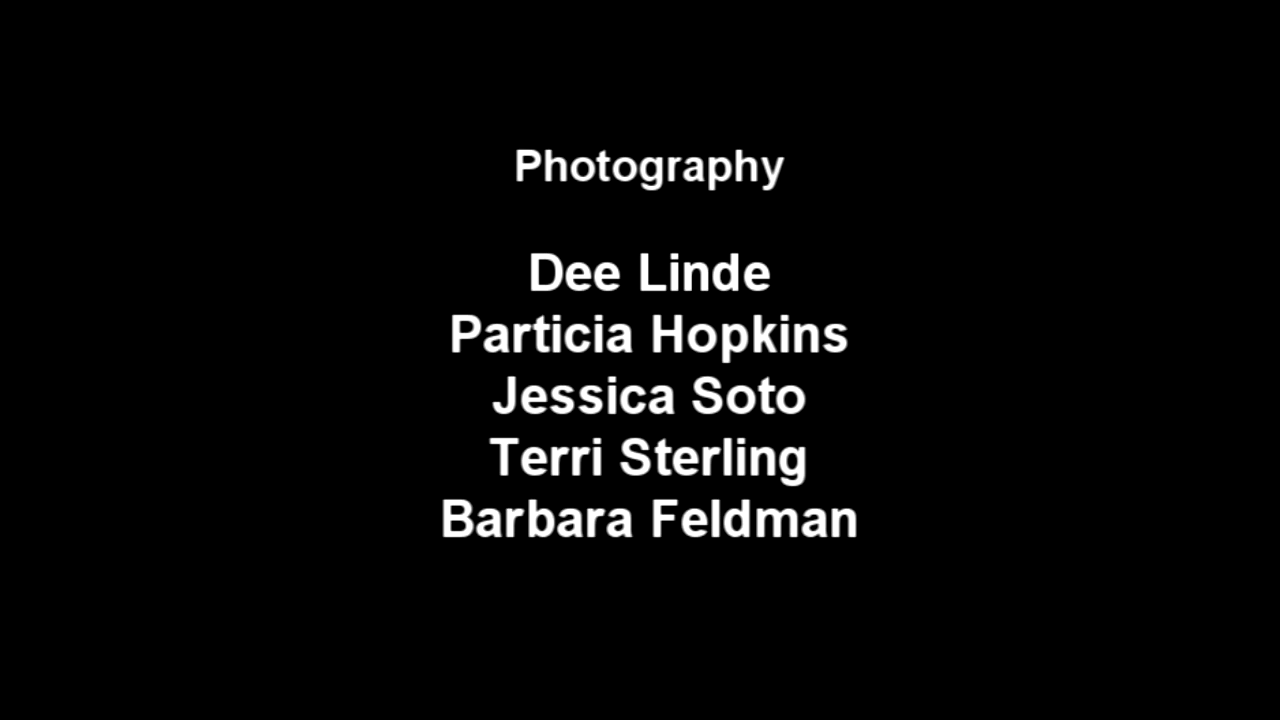 Photography
Dee Linde
Particia Hopkins
Jessica Soto
Terri Sterling
Barbara Feldman